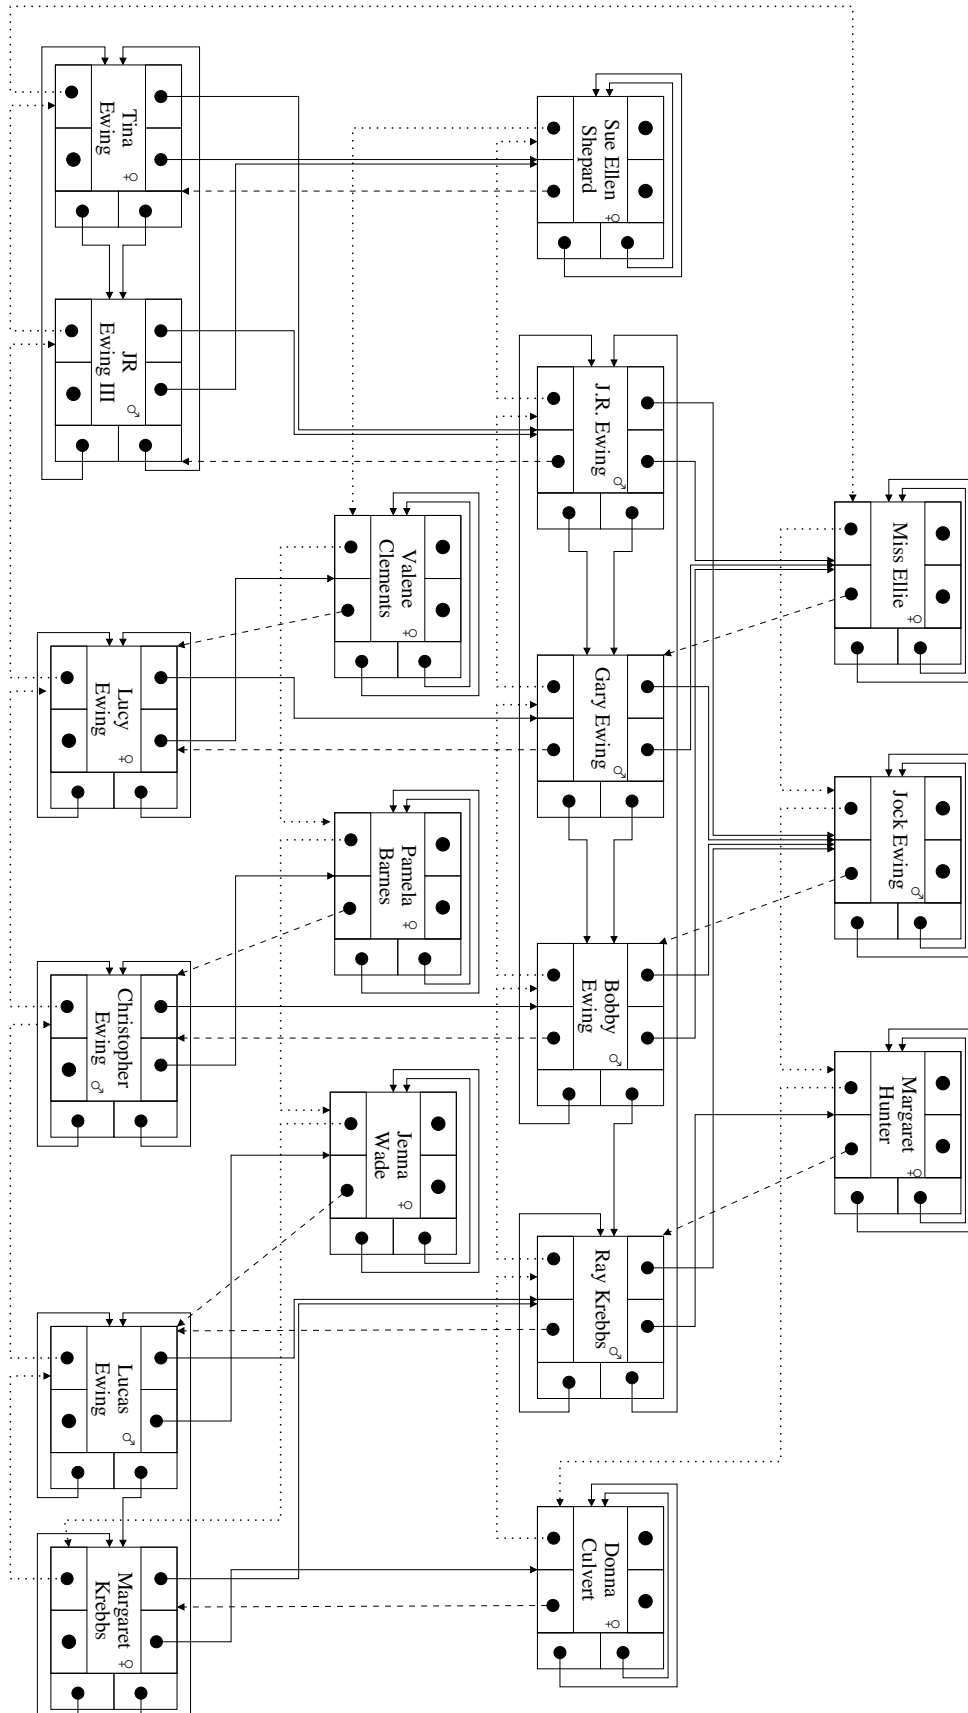 Miss Ellie
♀
Jock Ewing
♂
Margaret
Hunter
♀
Sue Ellen
Shepard
♀
J.R. Ewing
♂
Gary Ewing
♂
Bobby
Ewing
♂
Ray Krebbs
♂
Donna
Culvert
♀
Valene
Clements
♀
Pamela
Barnes
♀
Jenna
Wade
♀
Tina
Ewing
♀
JR
Ewing III
♂
Lucy
Ewing
♀
Christopher
Ewing
♂
Lucas
Ewing
♂
Margaret
Krebbs
♀